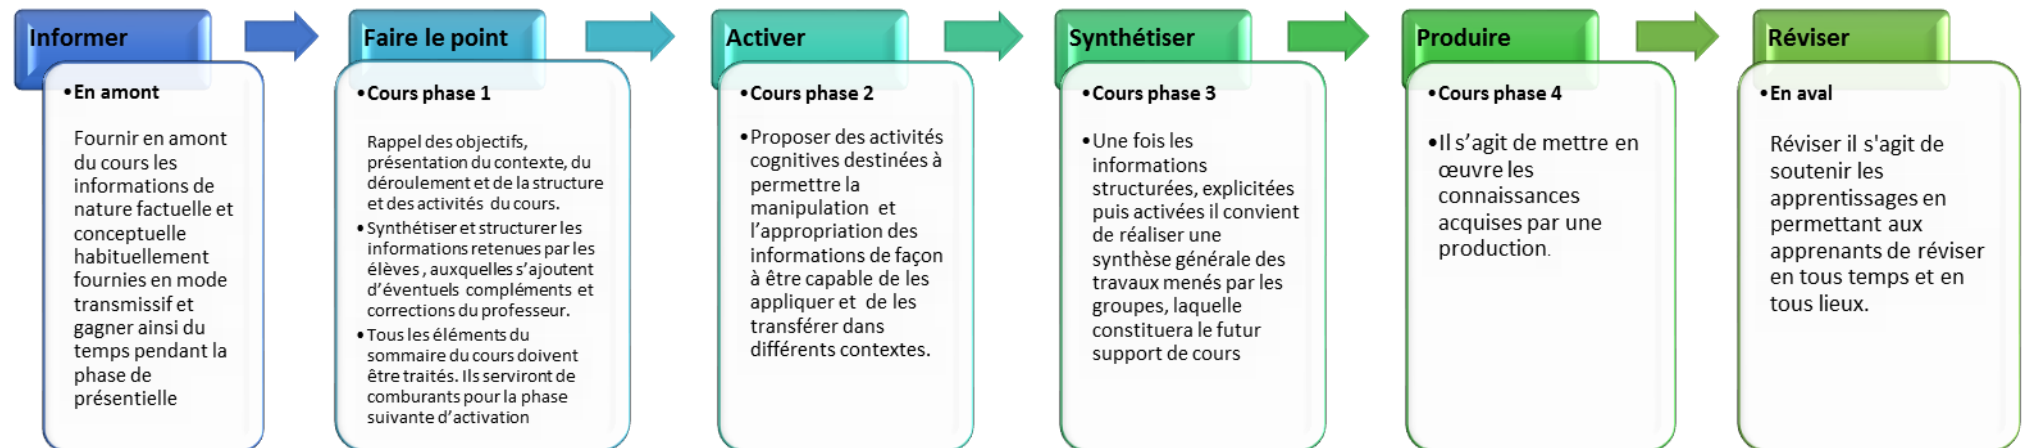 Informer
• En amont
Fournir en amont
du cours les
informations de
nature factuelle et
conceptuelle
habituellement
fournies en mode
transmissif et
gagner ainsi du
temps pendant la
phase de
présentielle
Faire le point
• Cours phase 1
Rappel des objectifs,
présentation du contexte, du
déroulement et de la structure
et des activités du cours.
• Synthétiser et structurer les
informations retenues par les
élèves , auxquelles s’ajoutent
d’éventuels compléments et
corrections du professeur.
• Tous les éléments du
sommaire du cours doivent
être traités. Ils serviront de
comburants pour la phase
suivante d’activation
Activer
• Cours phase 2
• Proposer des activités
cognitives destinées à
permettre la
manipulation et
l’appropriation des
informations de façon
à être capable de les
appliquer et de les
transférer dans
différents contextes.
Synthétiser
• Cours phase 3
• Une fois les
informations
structurées, explicitées
puis activées il convient
de réaliser une
synthèse générale des
travaux menés par les
groupes, laquelle
constituera le futur
support de cours
Produire
• Cours phase 4
• Il s’agit de mettre en
œuvre les
connaissances
acquises par une
production.
Réviser
• En aval
Réviser il s'agit de
soutenir les
apprentissages en
permettant aux
apprenants de réviser
en tous temps et en
tous lieux.